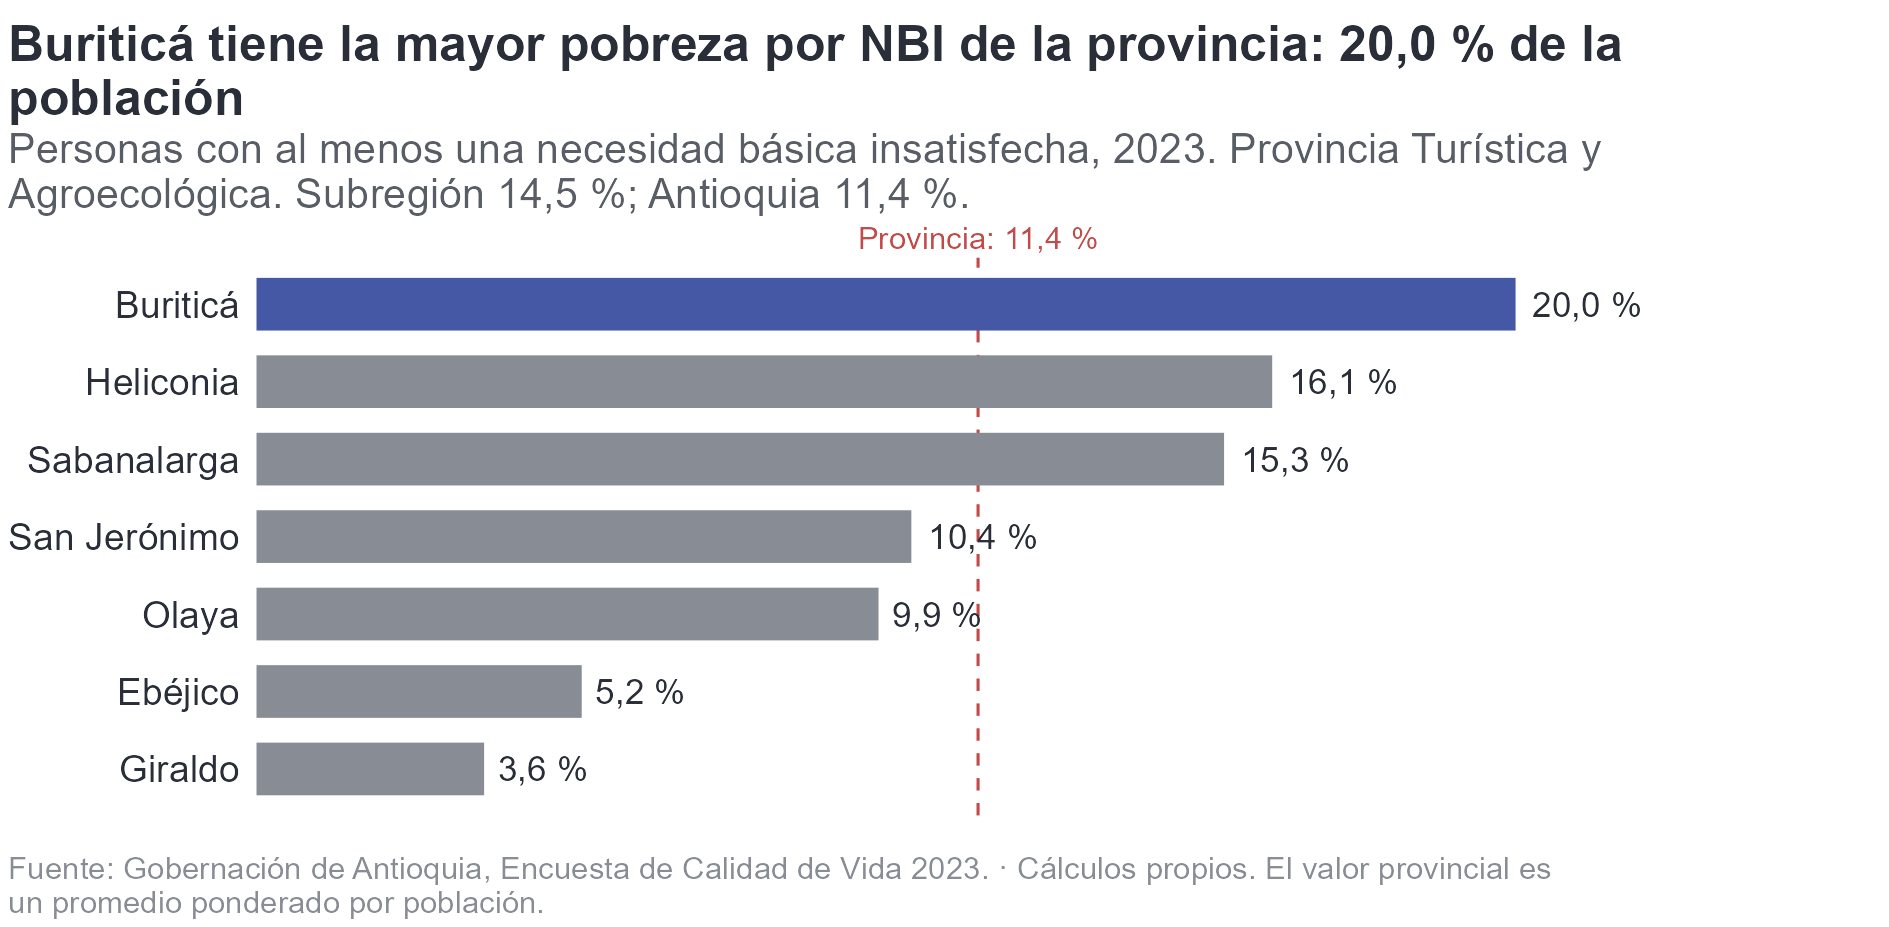 Buriticá tiene la mayor pobreza por NBI de la provincia: 20,0 % de la
población
Personas con al menos una necesidad básica insatisfecha, 2023. Provincia Turística y
Agroecológica. Subregión 14,5 %; Antioquia 11,4 %.
Provincia: 11,4 %
Buriticá 20,0 %
Heliconia 16,1 %
Sabanalarga 15,3 %
San Jerónimo 10,4 %
Olaya 9,9 %
Ebéjico 5,2 %
Giraldo 3,6 %
Fuente: Gobernación de Antioquia, Encuesta de Calidad de Vida 2023. · Cálculos propios. El valor provincial es
un promedio ponderado por población.